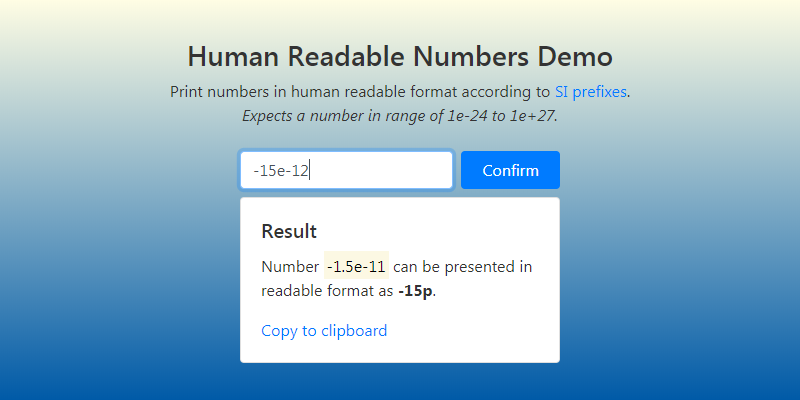 Human Readable Numbers Demo
Print numbers in human readable format according to SI prefixes.
Expects a number in range of 1e-24 to 1e+27.
-15e-12
Confirm
Result
Number -1.5e-11 can be presented in
readable format as -15p.
Copy to clipboard